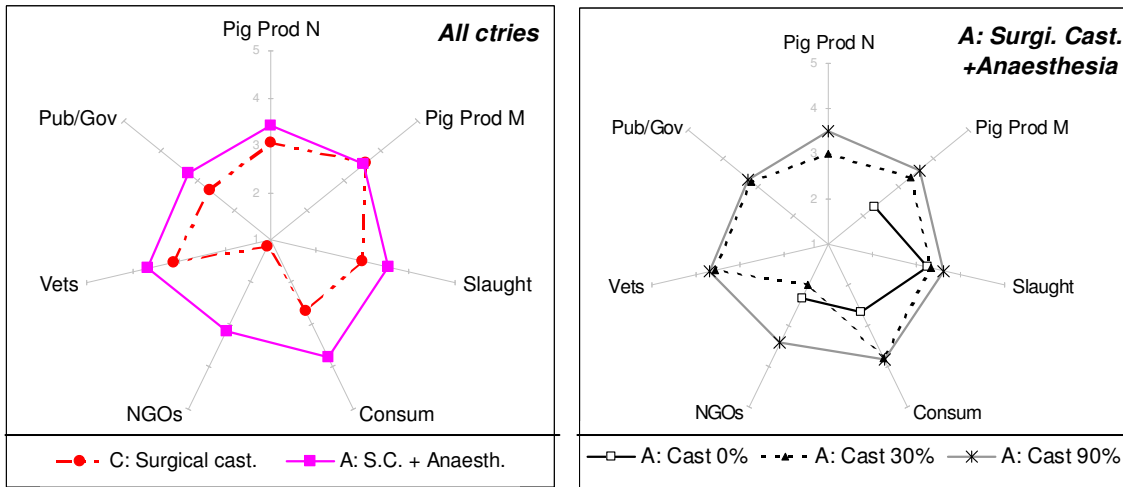 All ctries
Pig Prod N
5
4
3
2
1
Pig Prod M
Slaught
Consum
NGOs
Vets
Pub/Gov
C: Surgical cast.
A: S.C. + Anaesth.
A: Surgi. Cast.
+Anaesthesia
Pig Prod N
5
4
3
2
1
Pig Prod M
Slaught
Consum
NGOs
Vets
Pub/Gov
A: Cast 0%
A: Cast 30%
A: Cast 90%